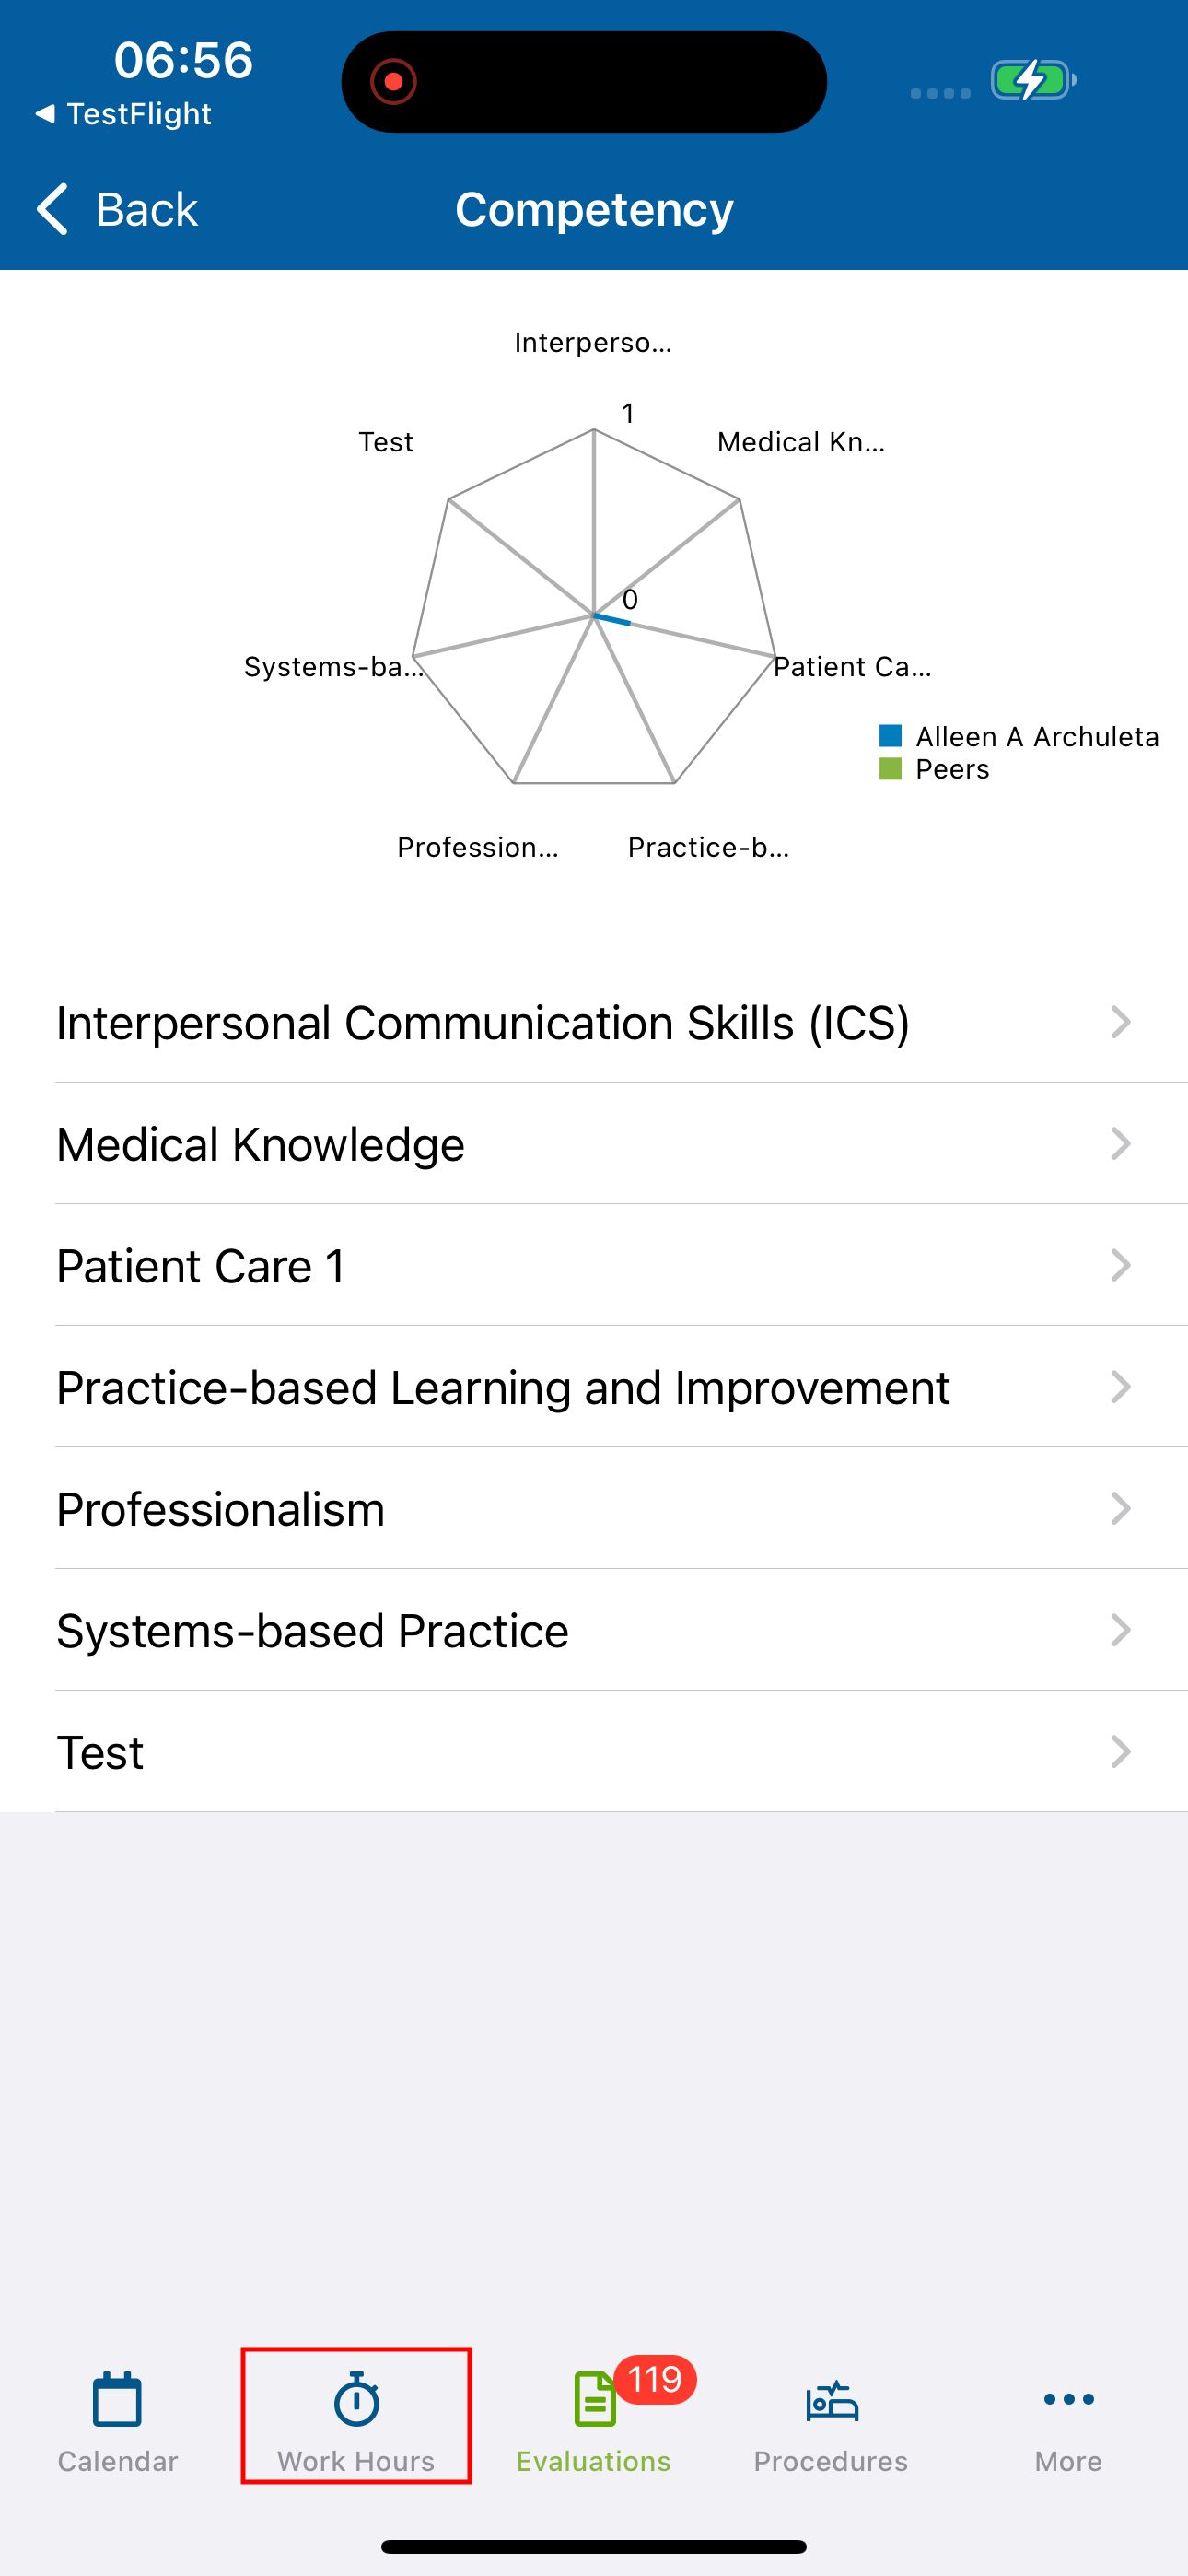 06:56
TestFlight
Back
Competency
Interperso...
1
Test
Medical Kn...
0
Systems-ba...
Patient Ca...
Alleen A Archuleta
Peers
Profession...
Practice-b...
Interpersonal Communication Skills (ICS)
Medical Knowledge
Patient Care 1
Practice-based Learning and Improvement
Professionalism
Systems-based Practice
Test
119
Calendar
Work Hours
Evaluations
Procedures
More